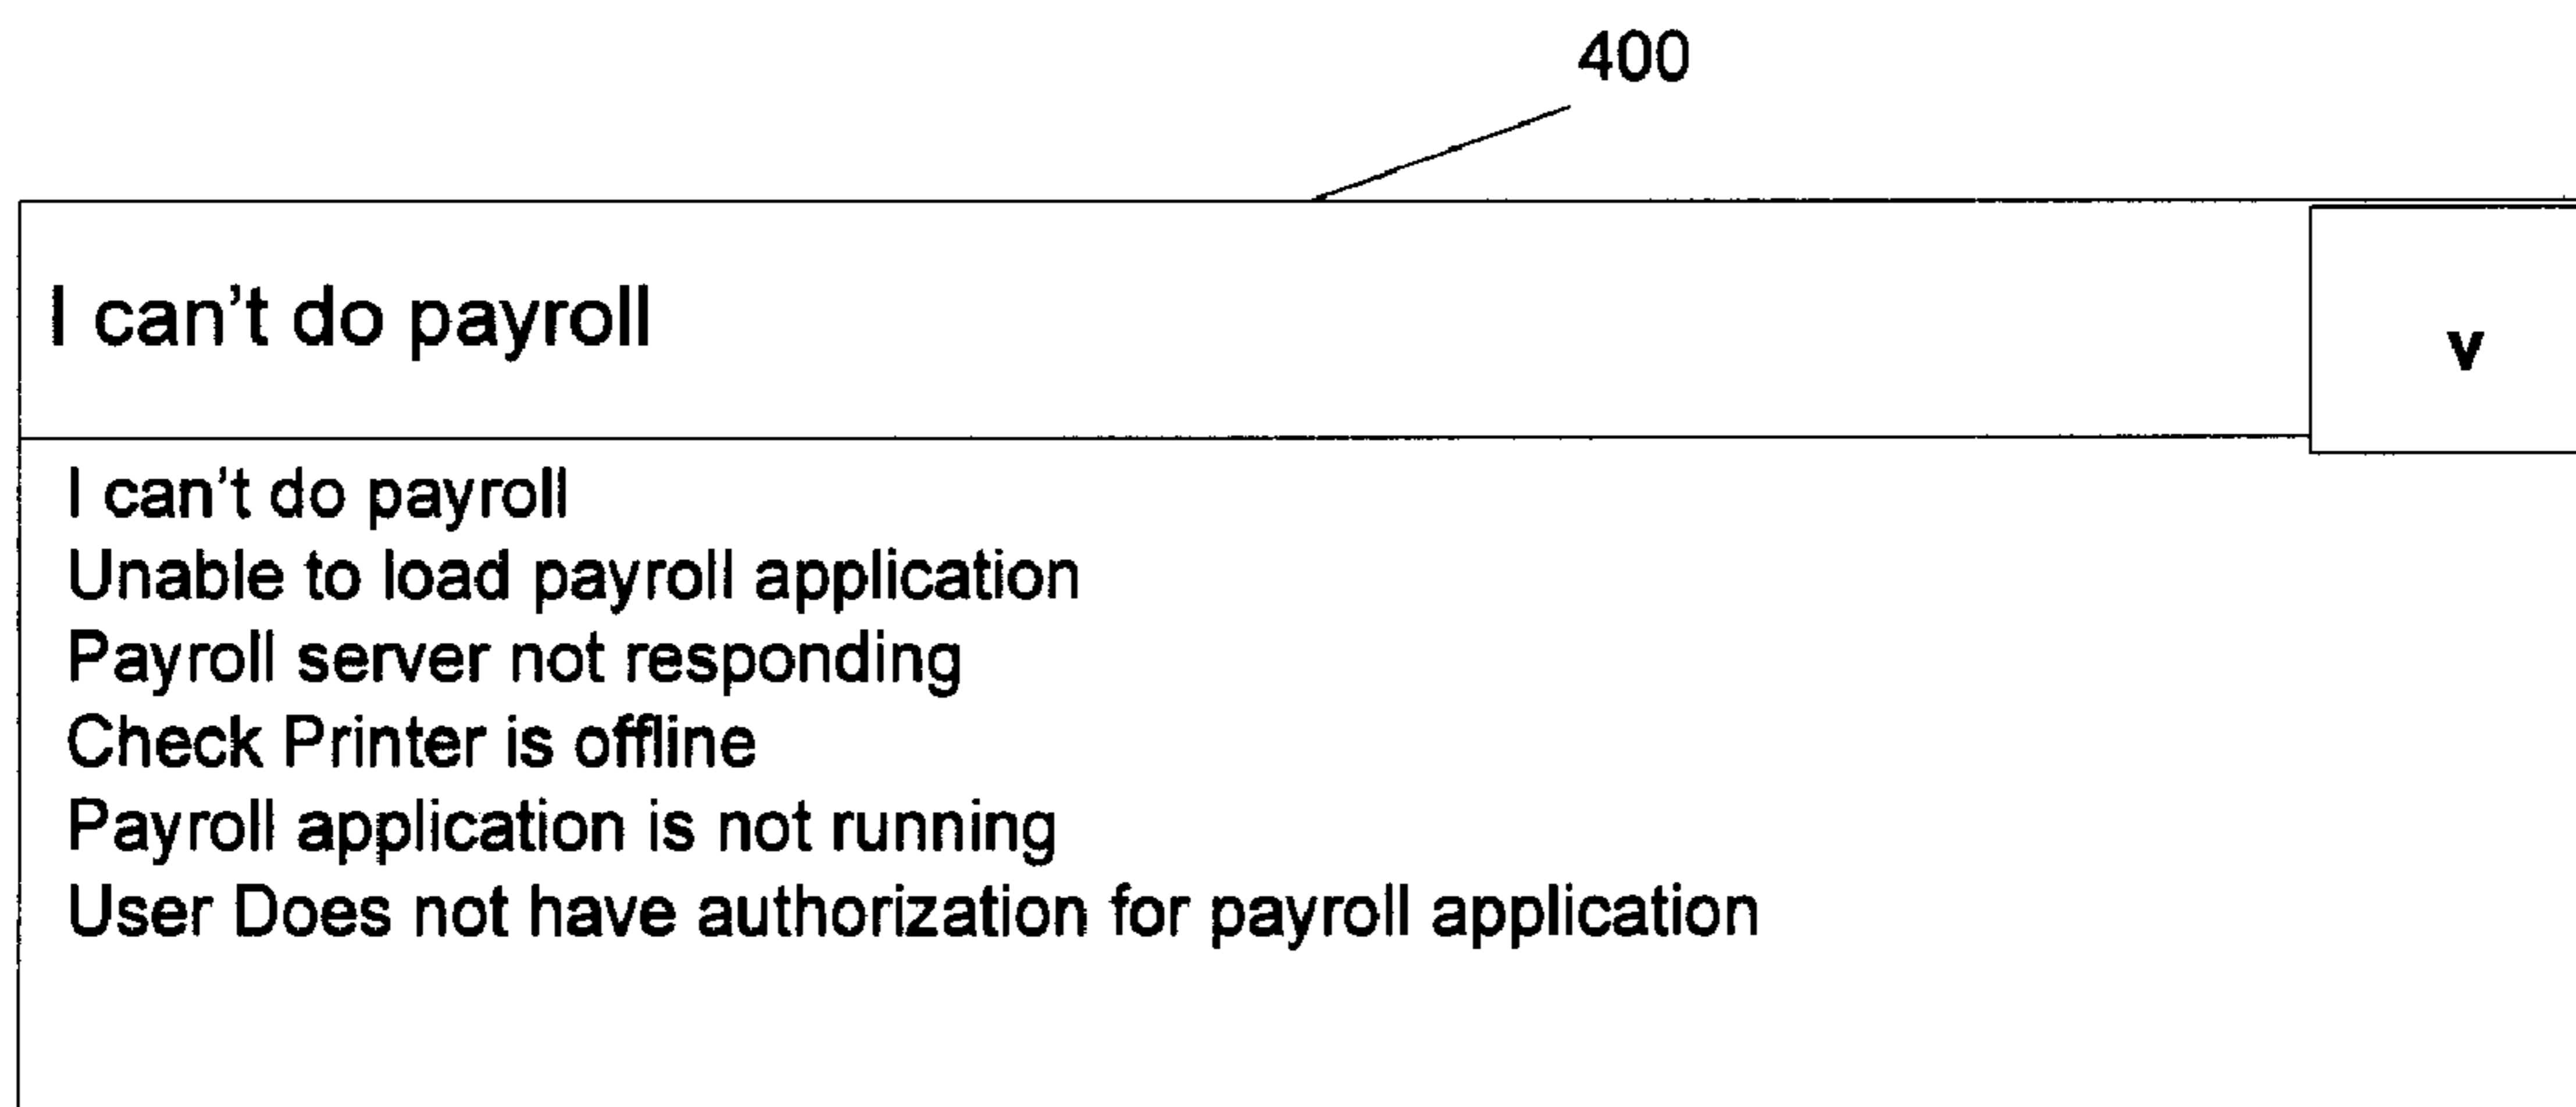 400
I can't do payroll
v
I can't do payroll
Unable to load payroll application
Payroll server not responding
Check Printer is offline
Payroll application is not running
User Does not have authorization for payroll application